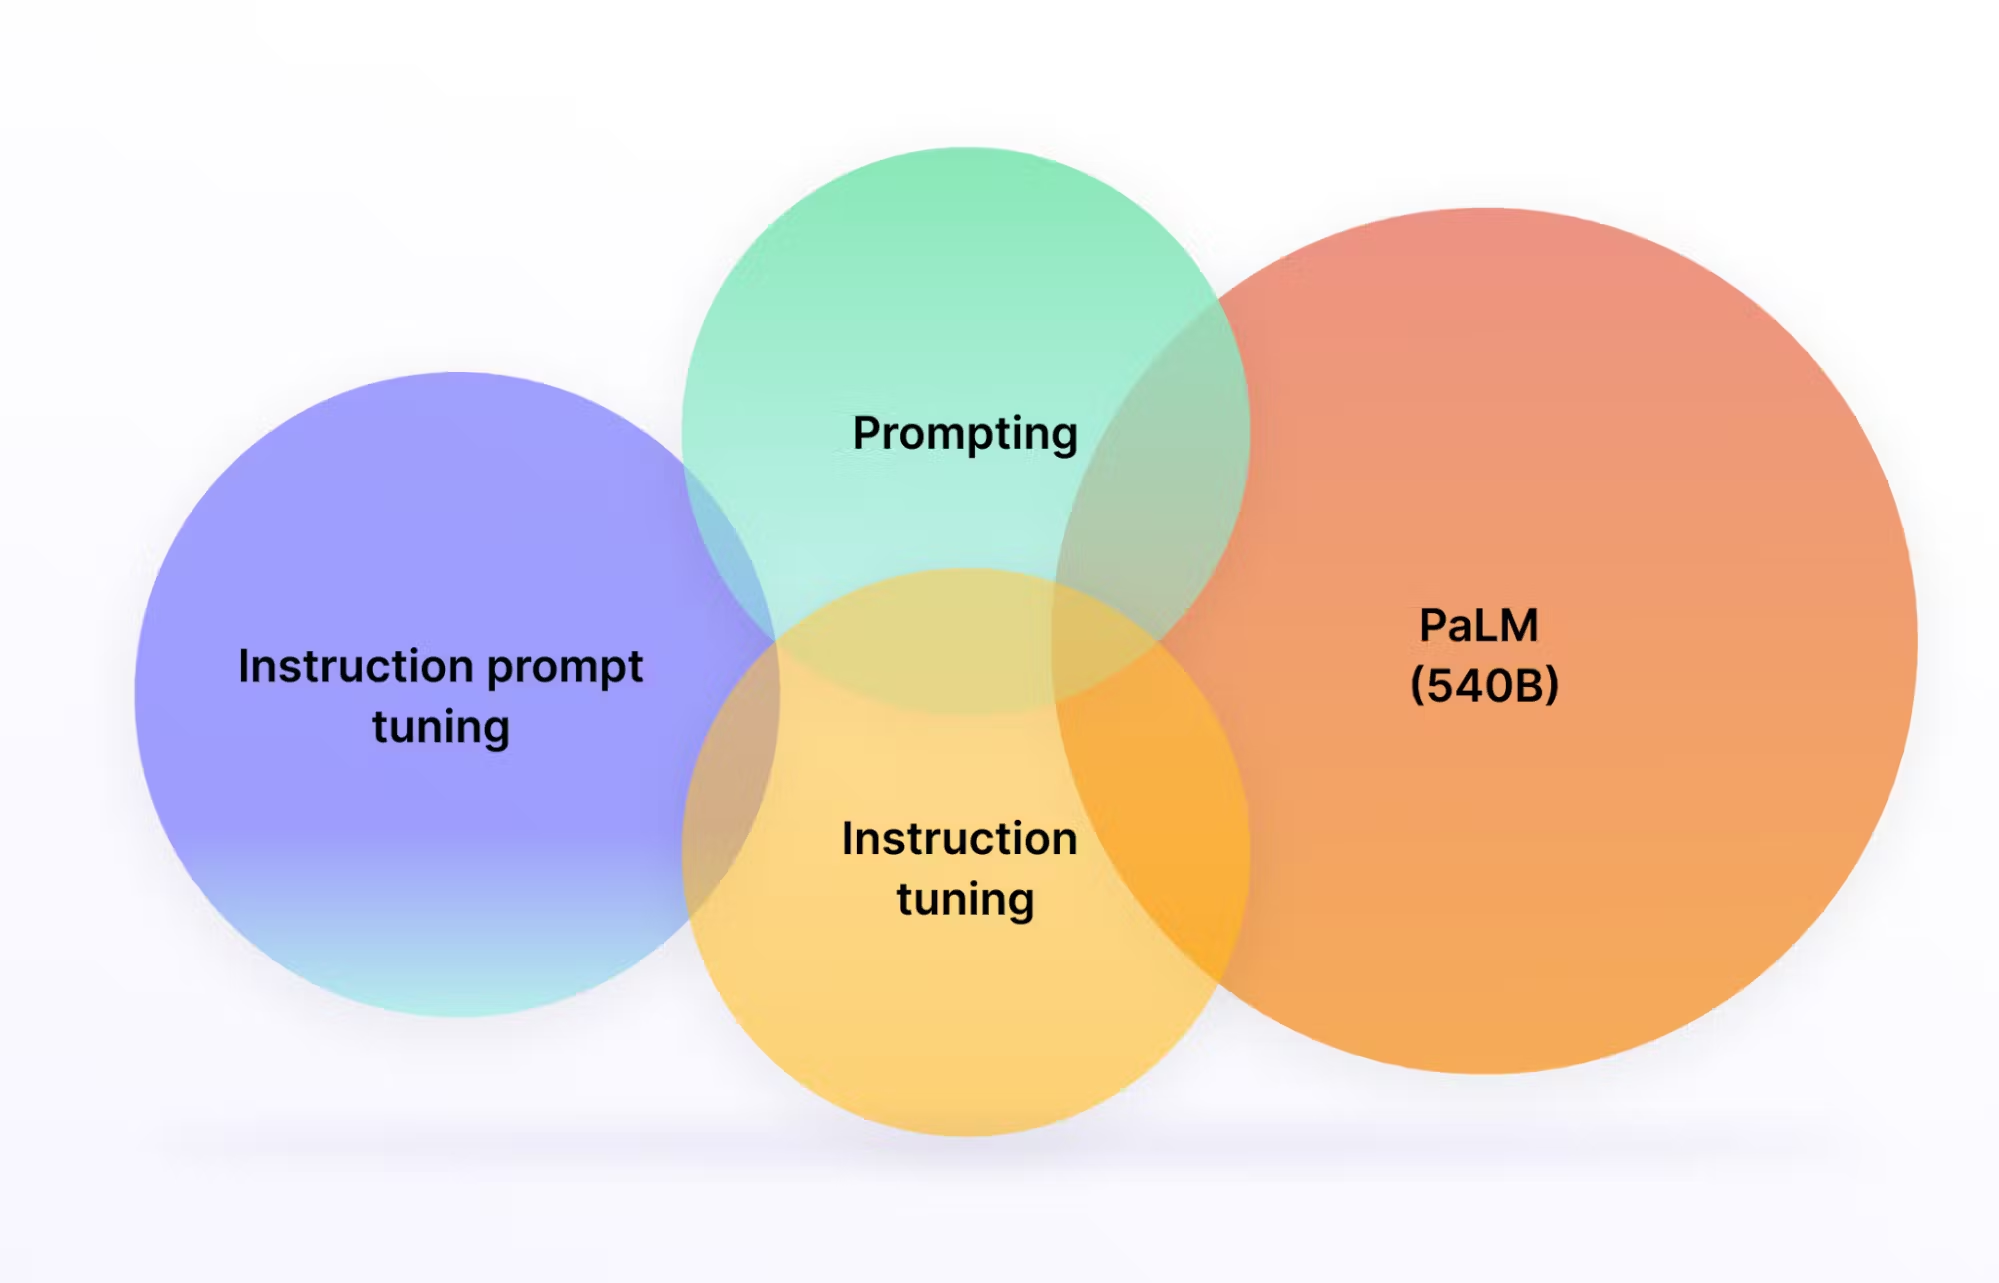 Prompting
Instruction prompt
tuning
PaLM
(540B)
Instruction
tuning